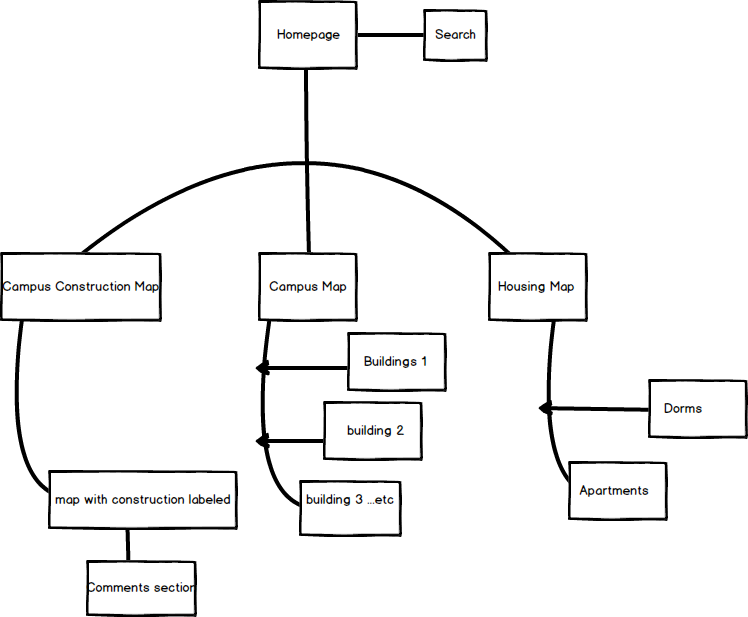 Homepage
Search
Campus Construction Map
Campus Map
Housing Map
Buildings 1
Dorms
building 2
Apartments
map with construction labeled
building 3 ...etc
Comments section